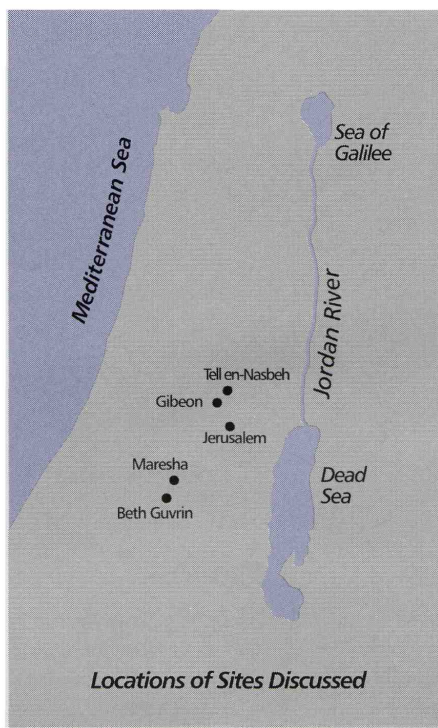 Mediterranean Sea
Sea of
Galilee
Jordan River
Tell en-Nasbeh
Gibeon
Jerusalem
Maresha
Beth Guvrin
Dead
Sea
Locations of Sites Discussed